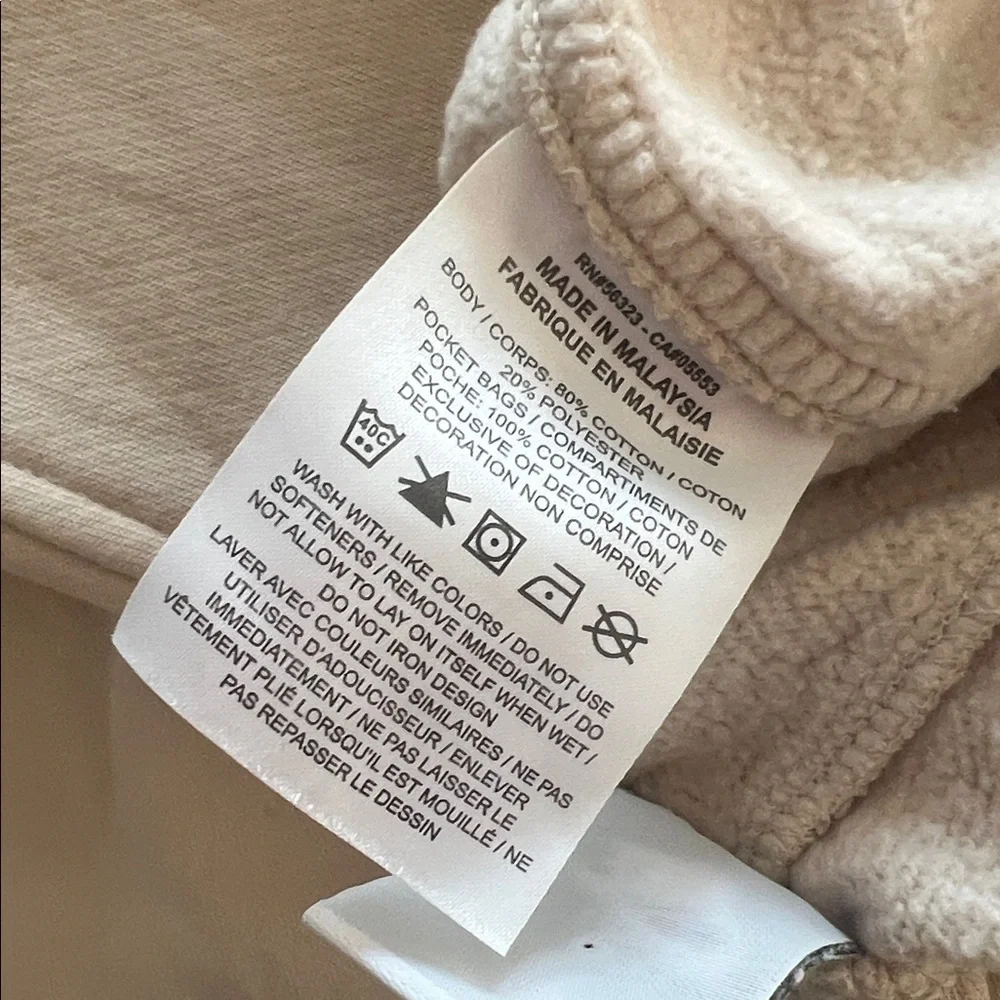 RN#56323 - CA#05553
MADE IN MALAYSIA
FABRIQUE EN MALAISIE
BODY / CORPS: 80% COTTON / COTON
20% POLYESTER
POCKET BAGS / COMPARTIMENTS DE
POCHE: 100% COTTON / COTON
EXCLUSIVE OF DECORATION /
DECORATION NON COMPRISE
40C
WASH WITH LIKE COLORS / DO NOT USE
SOFTENERS / REMOVE IMMEDIATELY / DO
NOT ALLOW TO LAY ON ITSELF WHEN WET /
DO NOT IRON DESIGN
LAVER AVEC COULEURS SIMILAIRES / NE PAS
UTILISER D'ADOUCISSEUR / ENLEVER
IMMEDIATEMENT / NE PAS LAISSER LE
VÊTEMENT PLIÉ LORSQU'IL EST MOUILLÉ / NE
PAS REPASSER LE DESSIN